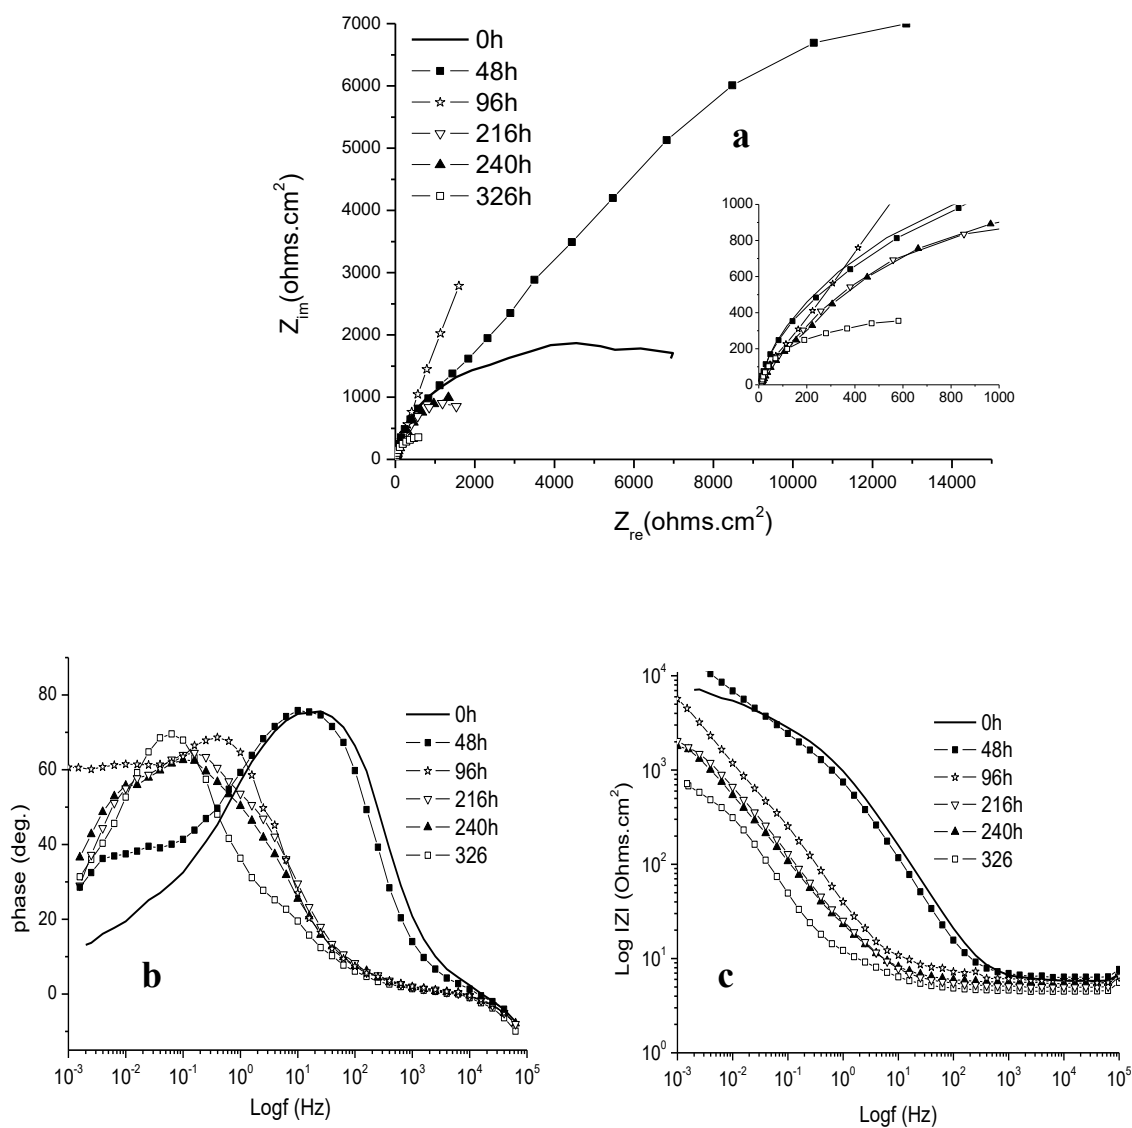 7000
6000
5000
4000
3000
2000
1000
0
Z_im(ohms.cm²)
0h
48h
96h
216h
240h
326h
a
1000
800
600
400
200
0
0 200 400 600 800 1000
0 2000 4000 6000 8000 10000 12000 14000
Z_re(ohms.cm²)
80
60
40
20
0
phase (deg.)
0h
48h
96h
216h
240h
326
b
10⁻³ 10⁻² 10⁻¹ 10⁰ 10¹ 10² 10³ 10⁴ 10⁵
Logf (Hz)
10⁴
10³
10²
10¹
10⁰
Log IZI (Ohms.cm²)
0h
48h
96h
216h
240h
326
c
10⁻³ 10⁻² 10⁻¹ 10⁰ 10¹ 10² 10³ 10⁴ 10⁵
Logf (Hz)